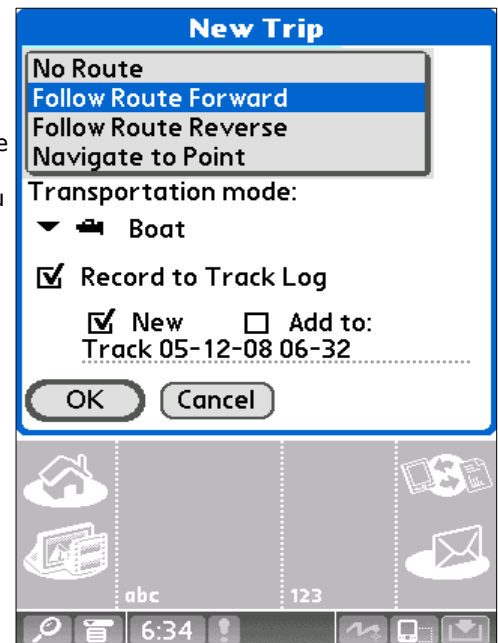 New Trip
No Route
Follow Route Forward
Follow Route Reverse
Navigate to Point
Transportation mode:
Boat
Record to Track Log
New Add to:
Track 05-12-08 06-32
OK Cancel
abc 123
6:34